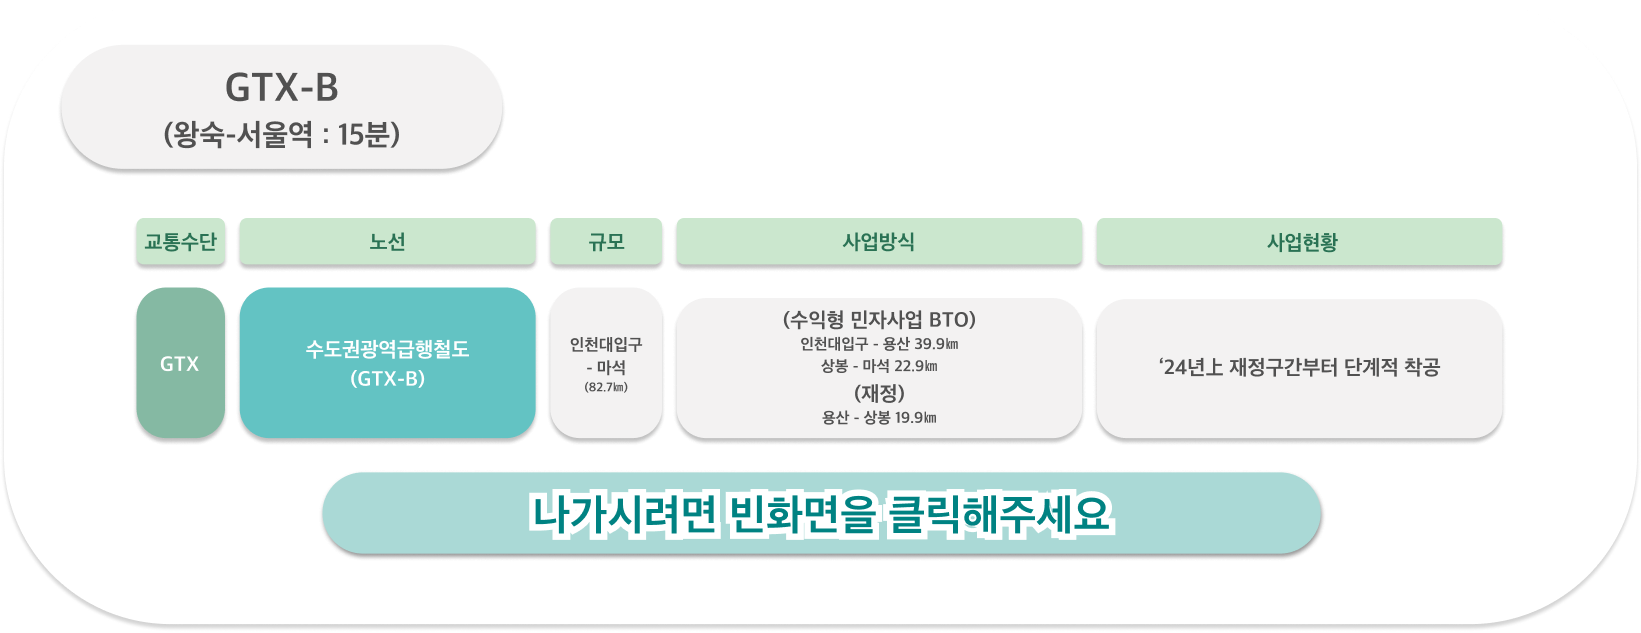 GTX-B
(왕숙-서울역 : 15분)
교통수단
노선
규모
사업방식
사업현황
GTX
수도권광역급행철도
(GTX-B)
인천대입구
- 마석
(82.7㎞)
(수익형 민자사업 BTO)
인천대입구 - 용산 39.9㎞
상봉 - 마석 22.9㎞
(재정)
용산 - 상봉 19.9㎞
‘24년上 재정구간부터 단계적 착공
나가시려면 빈화면을 클릭해주세요